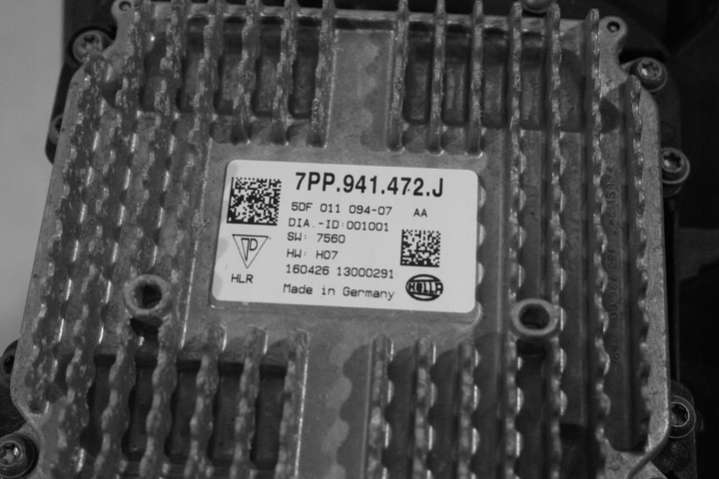 7PP.941.472.J
5DF 011 094-07 AA
DIA.-ID:001001
SW: 7560
HW: H07
HLR
160426 13000291
Made in Germany
HELLA